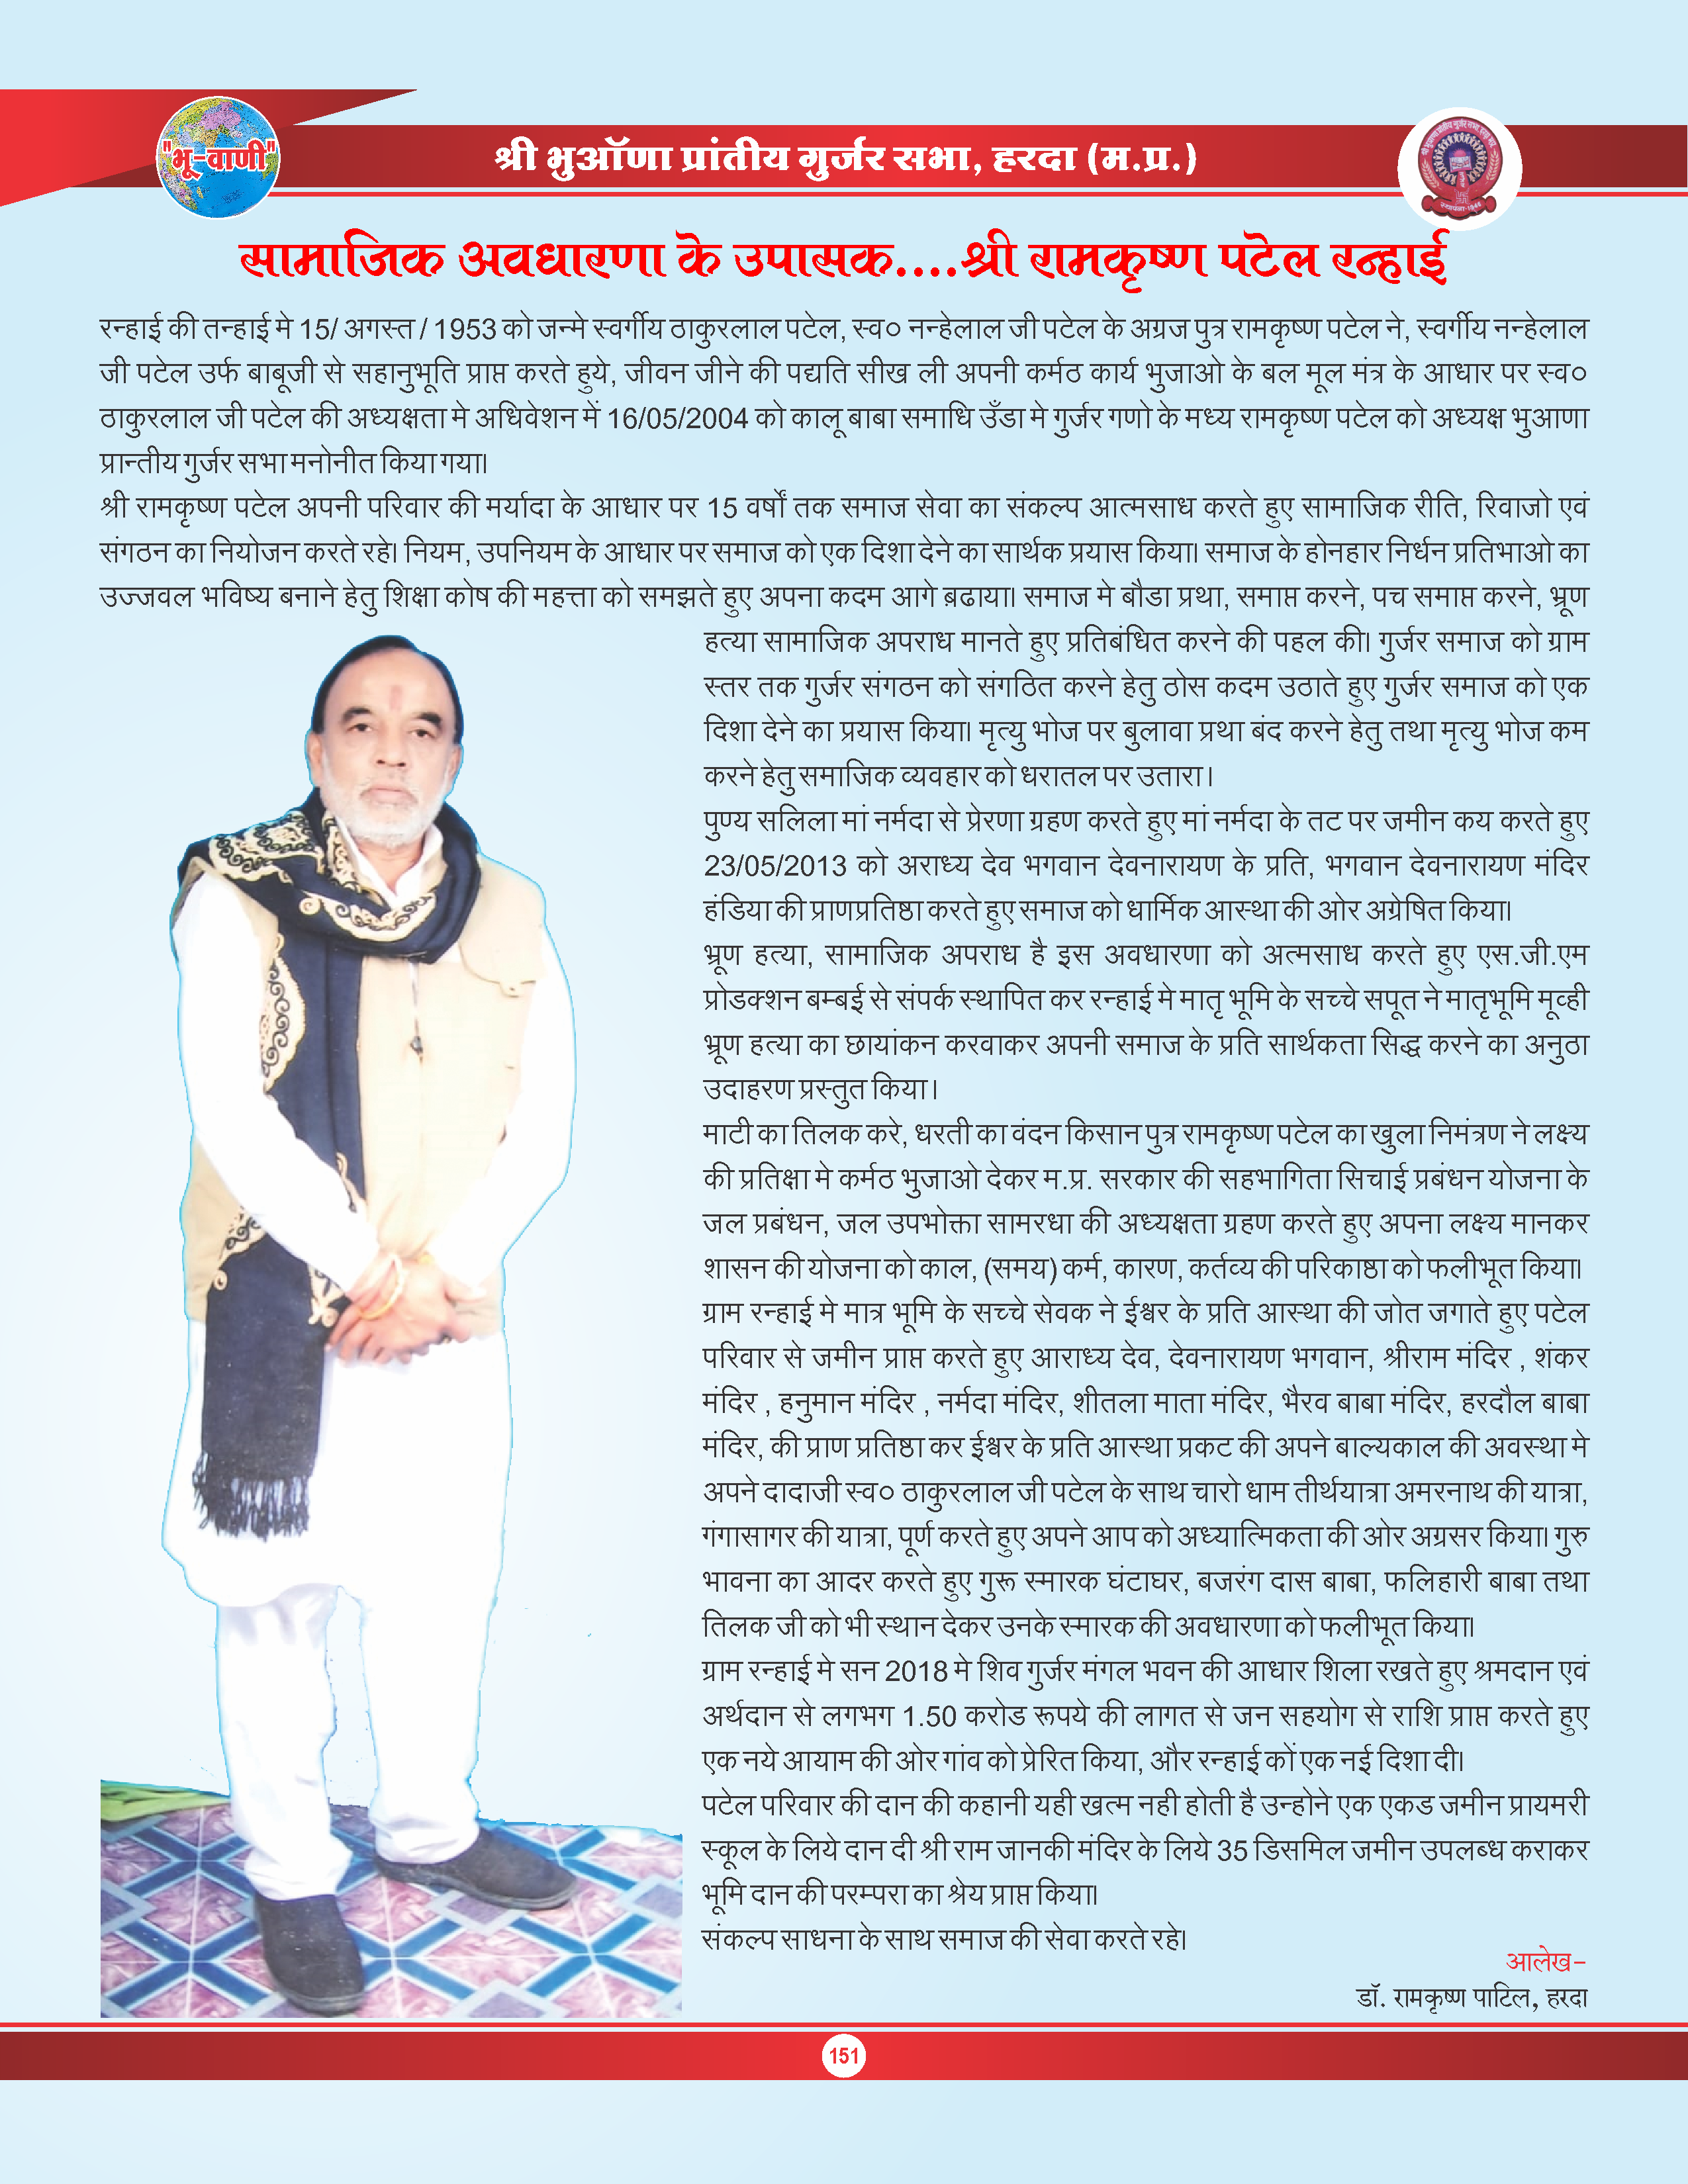 "भू-वाणी"
श्री भुऑणा प्रांतीय गुर्जर सभा, हरदा (म.प्र.)
सामाजिक अवधारणा के उपासक....श्री रामकृष्ण पटेल रन्हाई
रन्हाई की तन्हाई मे 15/ अगस्त / 1953 को जन्मे स्वर्गीय ठाकुरलाल पटेल, स्व० नन्हेलाल जी पटेल के अग्रज पुत्र रामकृष्ण पटेल ने, स्वर्गीय नन्हेलाल
जी पटेल उर्फ बाबूजी से सहानुभूति प्राप्त करते हुये, जीवन जीने की पद्यति सीख ली अपनी कर्मठ कार्य भुजाओ के बल मूल मंत्र के आधार पर स्व०
ठाकुरलाल जी पटेल की अध्यक्षता मे अधिवेशन में 16/05/2004 को कालू बाबा समाधि उँडा मे गुर्जर गणो के मध्य रामकृष्ण पटेल को अध्यक्ष भुआणा
प्रान्तीय गुर्जर सभा मनोनीत किया गया।
श्री रामकृष्ण पटेल अपनी परिवार की मर्यादा के आधार पर 15 वर्षों तक समाज सेवा का संकल्प आत्मसाध करते हुए सामाजिक रीति, रिवाजो एवं
संगठन का नियोजन करते रहे। नियम, उपनियम के आधार पर समाज को एक दिशा देने का सार्थक प्रयास किया। समाज के होनहार निर्धन प्रतिभाओ का
उज्जवल भविष्य बनाने हेतु शिक्षा कोष की महत्ता को समझते हुए अपना कदम आगे बढाया। समाज मे बौडा प्रथा, समाप्त करने, पच समाप्त करने, भ्रूण
हत्या सामाजिक अपराध मानते हुए प्रतिबंधित करने की पहल की। गुर्जर समाज को ग्राम
स्तर तक गुर्जर संगठन को संगठित करने हेतु ठोस कदम उठाते हुए गुर्जर समाज को एक
दिशा देने का प्रयास किया। मृत्यु भोज पर बुलावा प्रथा बंद करने हेतु तथा मृत्यु भोज कम
करने हेतु समाजिक व्यवहार को धरातल पर उतारा।
पुण्य सलिला मां नर्मदा से प्रेरणा ग्रहण करते हुए मां नर्मदा के तट पर जमीन कय करते हुए
23/05/2013 को अराध्य देव भगवान देवनारायण के प्रति, भगवान देवनारायण मंदिर
हंडिया की प्राणप्रतिष्ठा करते हुए समाज को धार्मिक आस्था की ओर अग्रेषित किया।
भ्रूण हत्या, सामाजिक अपराध है इस अवधारणा को अत्मसाध करते हुए एस.जी.एम
प्रोडक्शन बम्बई से संपर्क स्थापित कर रन्हाई मे मातृ भूमि के सच्चे सपूत ने मातृभूमि मूव्ही
भ्रूण हत्या का छायांकन करवाकर अपनी समाज के प्रति सार्थकता सिद्ध करने का अनुठा
उदाहरण प्रस्तुत किया।
माटी का तिलक करे, धरती का वंदन किसान पुत्र रामकृष्ण पटेल का खुला निमंत्रण ने लक्ष्य
की प्रतिक्षा मे कर्मठ भुजाओ देकर म.प्र. सरकार की सहभागिता सिचाई प्रबंधन योजना के
जल प्रबंधन, जल उपभोक्ता सामरधा की अध्यक्षता ग्रहण करते हुए अपना लक्ष्य मानकर
शासन की योजना को काल, (समय) कर्म, कारण, कर्तव्य की परिकाष्ठा को फलीभूत किया।
ग्राम रन्हाई मे मात्र भूमि के सच्चे सेवक ने ईश्वर के प्रति आस्था की जोत जगाते हुए पटेल
परिवार से जमीन प्राप्त करते हुए आराध्य देव, देवनारायण भगवान, श्रीराम मंदिर , शंकर
मंदिर , हनुमान मंदिर , नर्मदा मंदिर, शीतला माता मंदिर, भैरव बाबा मंदिर, हरदौल बाबा
मंदिर, की प्राण प्रतिष्ठा कर ईश्वर के प्रति आस्था प्रकट की अपने बाल्यकाल की अवस्था मे
अपने दादाजी स्व० ठाकुरलाल जी पटेल के साथ चारो धाम तीर्थयात्रा अमरनाथ की यात्रा,
गंगासागर की यात्रा, पूर्ण करते हुए अपने आप को अध्यात्मिकता की ओर अग्रसर किया। गुरु
भावना का आदर करते हुए गुरू स्मारक घंटाघर, बजरंग दास बाबा, फलिहारी बाबा तथा
तिलक जी को भी स्थान देकर उनके स्मारक की अवधारणा को फलीभूत किया।
ग्राम रन्हाई मे सन 2018 मे शिव गुर्जर मंगल भवन की आधार शिला रखते हुए श्रमदान एवं
अर्थदान से लगभग 1.50 करोड रूपये की लागत से जन सहयोग से राशि प्राप्त करते हुए
एक नये आयाम की ओर गांव को प्रेरित किया, और रन्हाई कों एक नई दिशा दी।
पटेल परिवार की दान की कहानी यही खत्म नही होती है उन्होने एक एकड जमीन प्रायमरी
स्कूल के लिये दान दी श्री राम जानकी मंदिर के लिये 35 डिसमिल जमीन उपलब्ध कराकर
भूमि दान की परम्परा का श्रेय प्राप्त किया।
संकल्प साधना के साथ समाज की सेवा करते रहे।
आलेख-
डॉ. रामकृष्ण पाटिल, हरदा
151